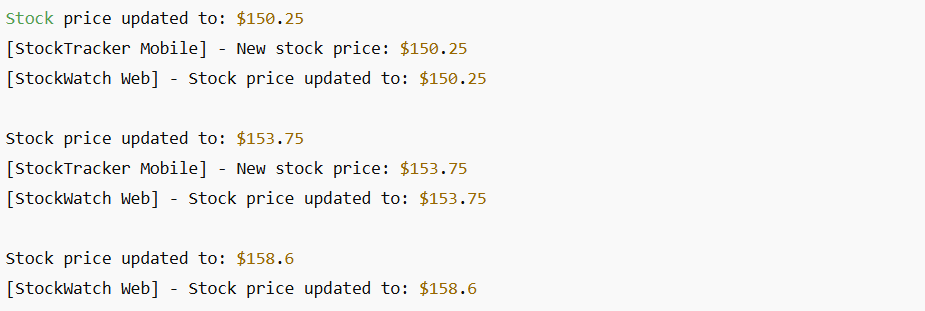 Stock price updated to: $150.25
[StockTracker Mobile] - New stock price: $150.25
[StockWatch Web] - Stock price updated to: $150.25
Stock price updated to: $153.75
[StockTracker Mobile] - New stock price: $153.75
[StockWatch Web] - Stock price updated to: $153.75
Stock price updated to: $158.6
[StockWatch Web] - Stock price updated to: $158.6